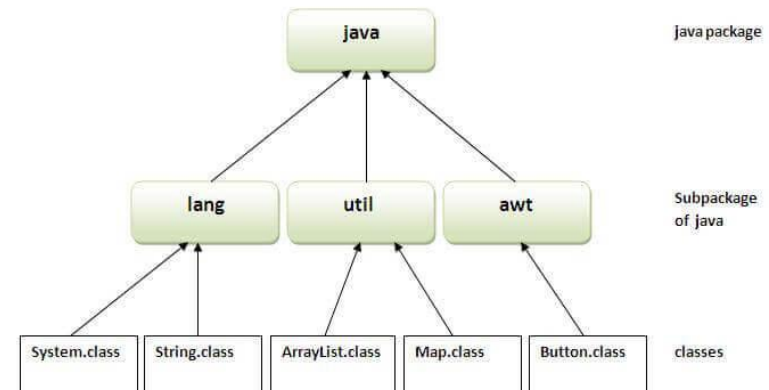 java
java package
lang
util
awt
Subpackage
of java
System.class
String.class
ArrayList.class
Map.class
Button.class
classes